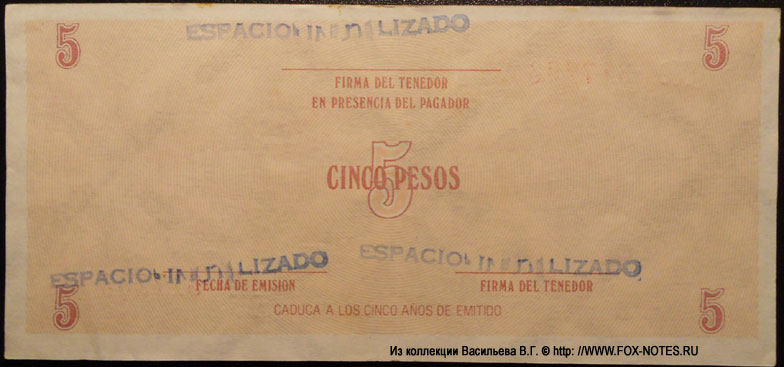 5 ESPACIO INUTILIZADO 5
FIRMA DEL TENEDOR
EN PRESENCIA DEL PAGADOR
5
CINCO PESOS
ESPACIO INUTILIZADO ESPACIO INUTILIZADO
FECHA DE EMISION FIRMA DEL TENEDOR
5 5
CADUCA A LOS CINCO AÑOS DE EMITIDO
Из коллекции Васильева В.Г. © http: //WWW.FOX-NOTES.RU